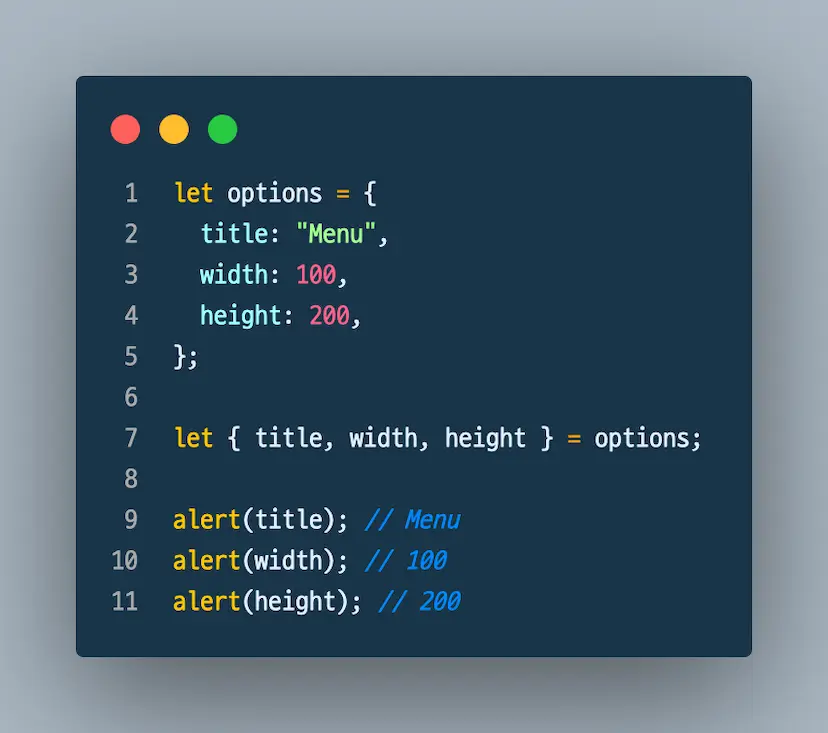 1 let options = {
2   title: "Menu",
3   width: 100,
4   height: 200,
5 };
6
7 let { title, width, height } = options;
8
9 alert(title); // Menu
10 alert(width); // 100
11 alert(height); // 200